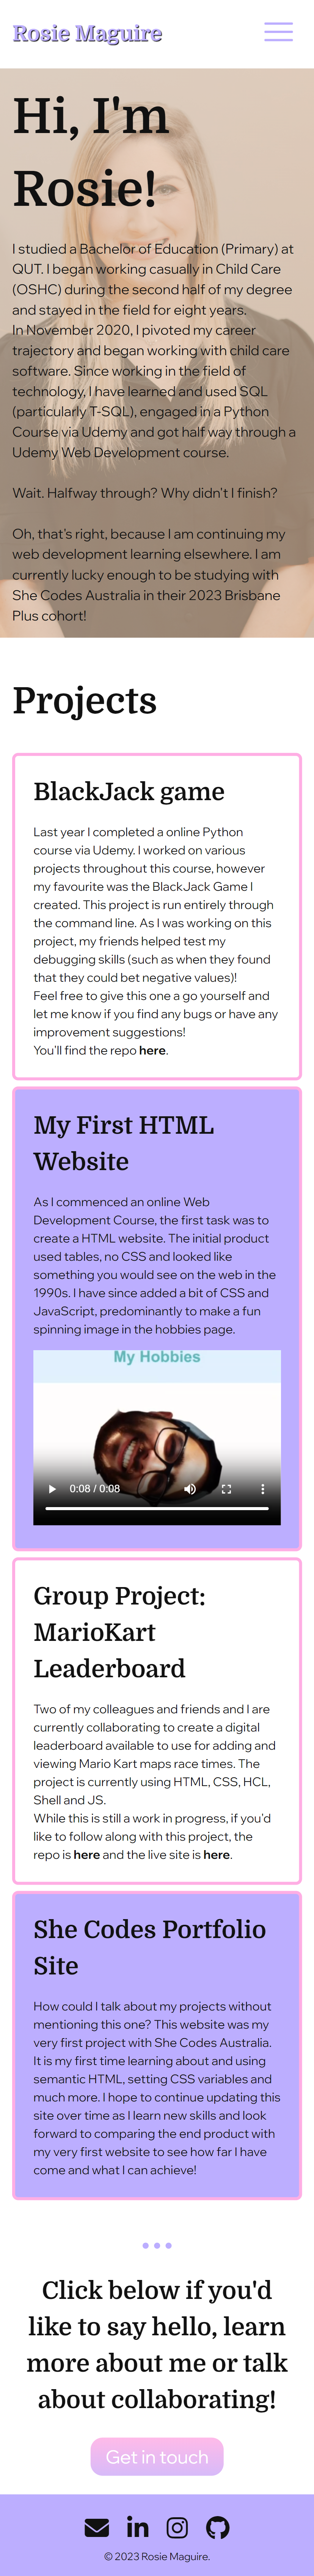 Rosie Maguire
Hi, I'm
Rosie!
I studied a Bachelor of Education (Primary) at
QUT. I began working casually in Child Care
(OSHC) during the second half of my degree
and stayed in the field for eight years.
In November 2020, I pivoted my career
trajectory and began working with child care
software. Since working in the field of
technology, I have learned and used SQL
(particularly T-SQL), engaged in a Python
Course via Udemy and got half way through a
Udemy Web Development course.
Wait. Halfway through? Why didn't I finish?
Oh, that's right, because I am continuing my
web development learning elsewhere. I am
currently lucky enough to be studying with
She Codes Australia in their 2023 Brisbane
Plus cohort!
Projects
BlackJack game
Last year I completed a online Python
course via Udemy. I worked on various
projects throughout this course, however
my favourite was the BlackJack Game I
created. This project is run entirely through
the command line. As I was working on this
project, my friends helped test my
debugging skills (such as when they found
that they could bet negative values)!
Feel free to give this one a go yourself and
let me know if you find any bugs or have any
improvement suggestions!
You'll find the repo here.
My First HTML
Website
As I commenced an online Web
Development Course, the first task was to
create a HTML website. The initial product
used tables, no CSS and looked like
something you would see on the web in the
1990s. I have since added a bit of CSS and
JavaScript, predominantly to make a fun
spinning image in the hobbies page.
My Hobbies
0:08 / 0:08
Group Project:
MarioKart
Leaderboard
Two of my colleagues and friends and I are
currently collaborating to create a digital
leaderboard available to use for adding and
viewing Mario Kart maps race times. The
project is currently using HTML, CSS, HCL,
Shell and JS.
While this is still a work in progress, if you'd
like to follow along with this project, the
repo is here and the live site is here.
She Codes Portfolio
Site
How could I talk about my projects without
mentioning this one? This website was my
very first project with She Codes Australia.
It is my first time learning about and using
semantic HTML, setting CSS variables and
much more. I hope to continue updating this
site over time as I learn new skills and look
forward to comparing the end product with
my very first website to see how far I have
come and what I can achieve!
Click below if you'd
like to say hello, learn
more about me or talk
about collaborating!
Get in touch
© 2023 Rosie Maguire.